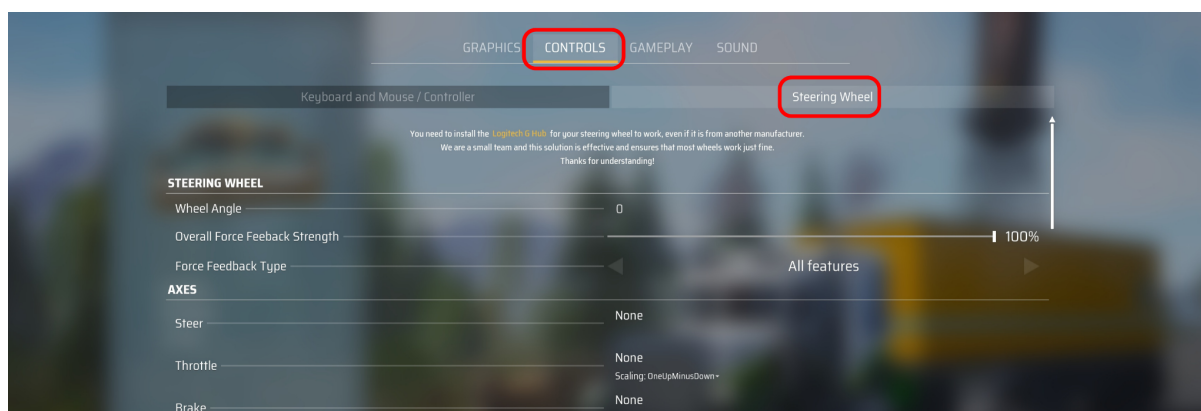 GRAPHICS CONTROLS GAMEPLAY SOUND
Keyboard and Mouse / Controller Steering Wheel
You need to install the Logitech G Hub for your steering wheel to work, even if it is from another manufacturer.
We are a small team and this solution is effective and ensures that most wheels work just fine.
Thanks for understanding!
STEERING WHEEL
Wheel Angle 0
Overall Force Feeback Strength 100%
Force Feedback Type All features
AXES
Steer None
Throttle None
Scaling: OneUpMinusDown
Brake None